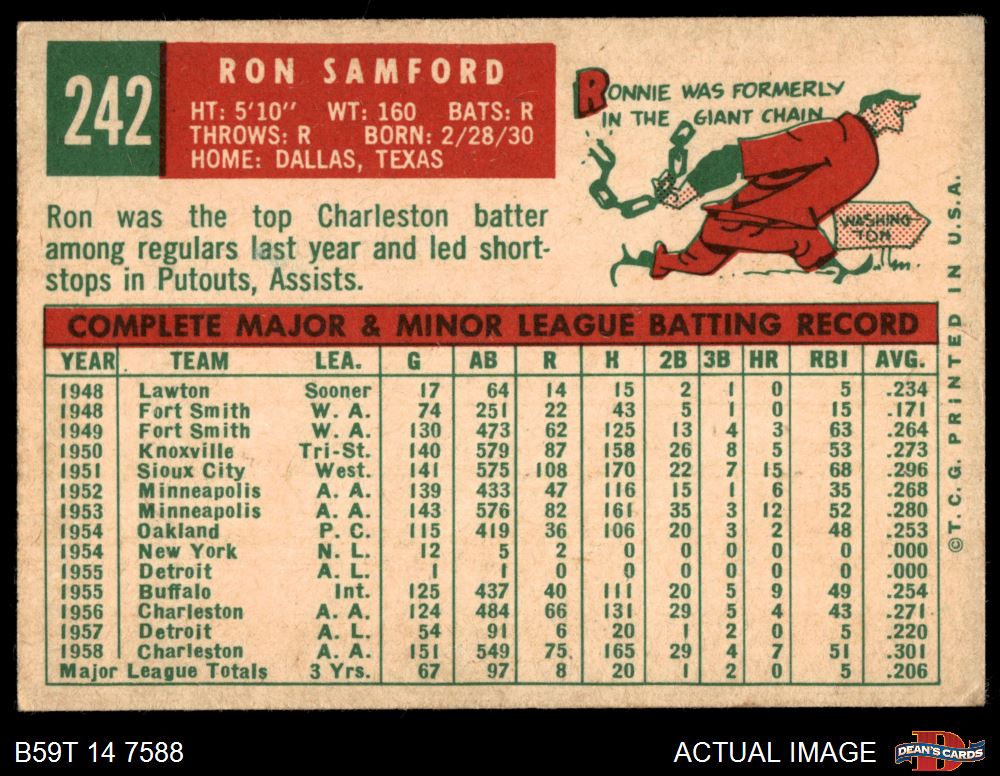 242
RON SAMFORD
HT: 5'10" WT: 160 BATS: R
THROWS: R BORN: 2/28/30
HOME: DALLAS, TEXAS
RONNIE WAS FORMERLY
IN THE GIANT CHAIN
WASHING
TON
Ron was the top Charleston batter
among regulars last year and led short-
stops in Putouts, Assists.
COMPLETE MAJOR & MINOR LEAGUE BATTING RECORD
YEAR TEAM LEA. G AB R H 2B 3B HR RBI AVG.
1948 Lawton Sooner 17 64 14 15 2 1 0 5 .234
1948 Fort Smith W. A. 74 251 22 43 5 1 0 15 .171
1949 Fort Smith W. A. 130 473 62 125 13 4 3 63 .264
1950 Knoxville Tri-St. 140 579 87 158 26 8 5 53 .273
1951 Sioux City West. 141 575 108 170 22 7 15 68 .296
1952 Minneapolis A. A. 139 433 47 116 15 1 6 35 .268
1953 Minneapolis A. A. 143 576 82 161 35 3 12 52 .280
1954 Oakland P. C. 115 419 36 106 20 3 2 48 .253
1954 New York N. L. 12 5 2 0 0 0 0 0 .000
1955 Detroit A. L. 1 1 0 0 0 0 0 0 .000
1955 Buffalo Int. 125 437 40 111 20 5 9 49 .254
1956 Charleston A. A. 124 484 66 131 29 5 4 43 .271
1957 Detroit A. L. 54 91 6 20 1 2 0 5 .220
1958 Charleston A. A. 151 549 75. 165 29 4 7 51 .301
Major League Totals 3 Yrs. 67 97 8 20 1 2 0 5 .206
©T. C. G. PRINTED IN U.S.A.
B59T 14 7588
ACTUAL IMAGE
DEAN'S CARDS